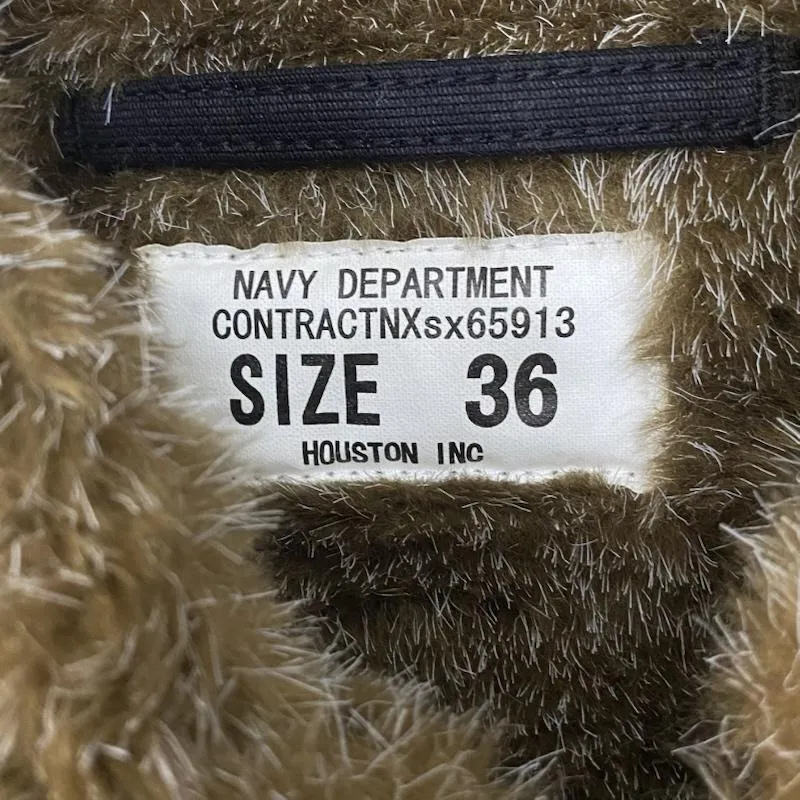 NAVY DEPARTMENT
CONTRACTNXsx65913
SIZE 36
HOUSTON INC